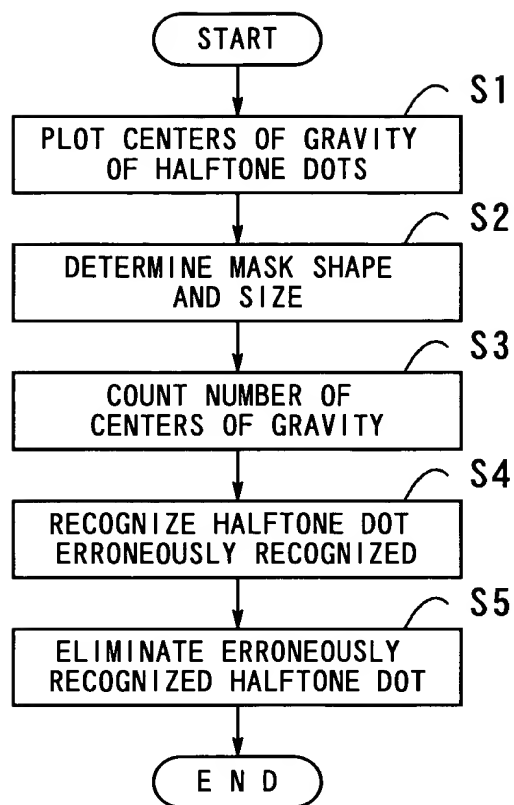 START
S1
PLOT CENTERS OF GRAVITY
OF HALFTONE DOTS
S2
DETERMINE MASK SHAPE
AND SIZE
S3
COUNT NUMBER OF
CENTERS OF GRAVITY
S4
RECOGNIZE HALFTONE DOT
ERRONEOUSLY RECOGNIZED
S5
ELIMINATE ERRONEOUSLY
RECOGNIZED HALFTONE DOT
END